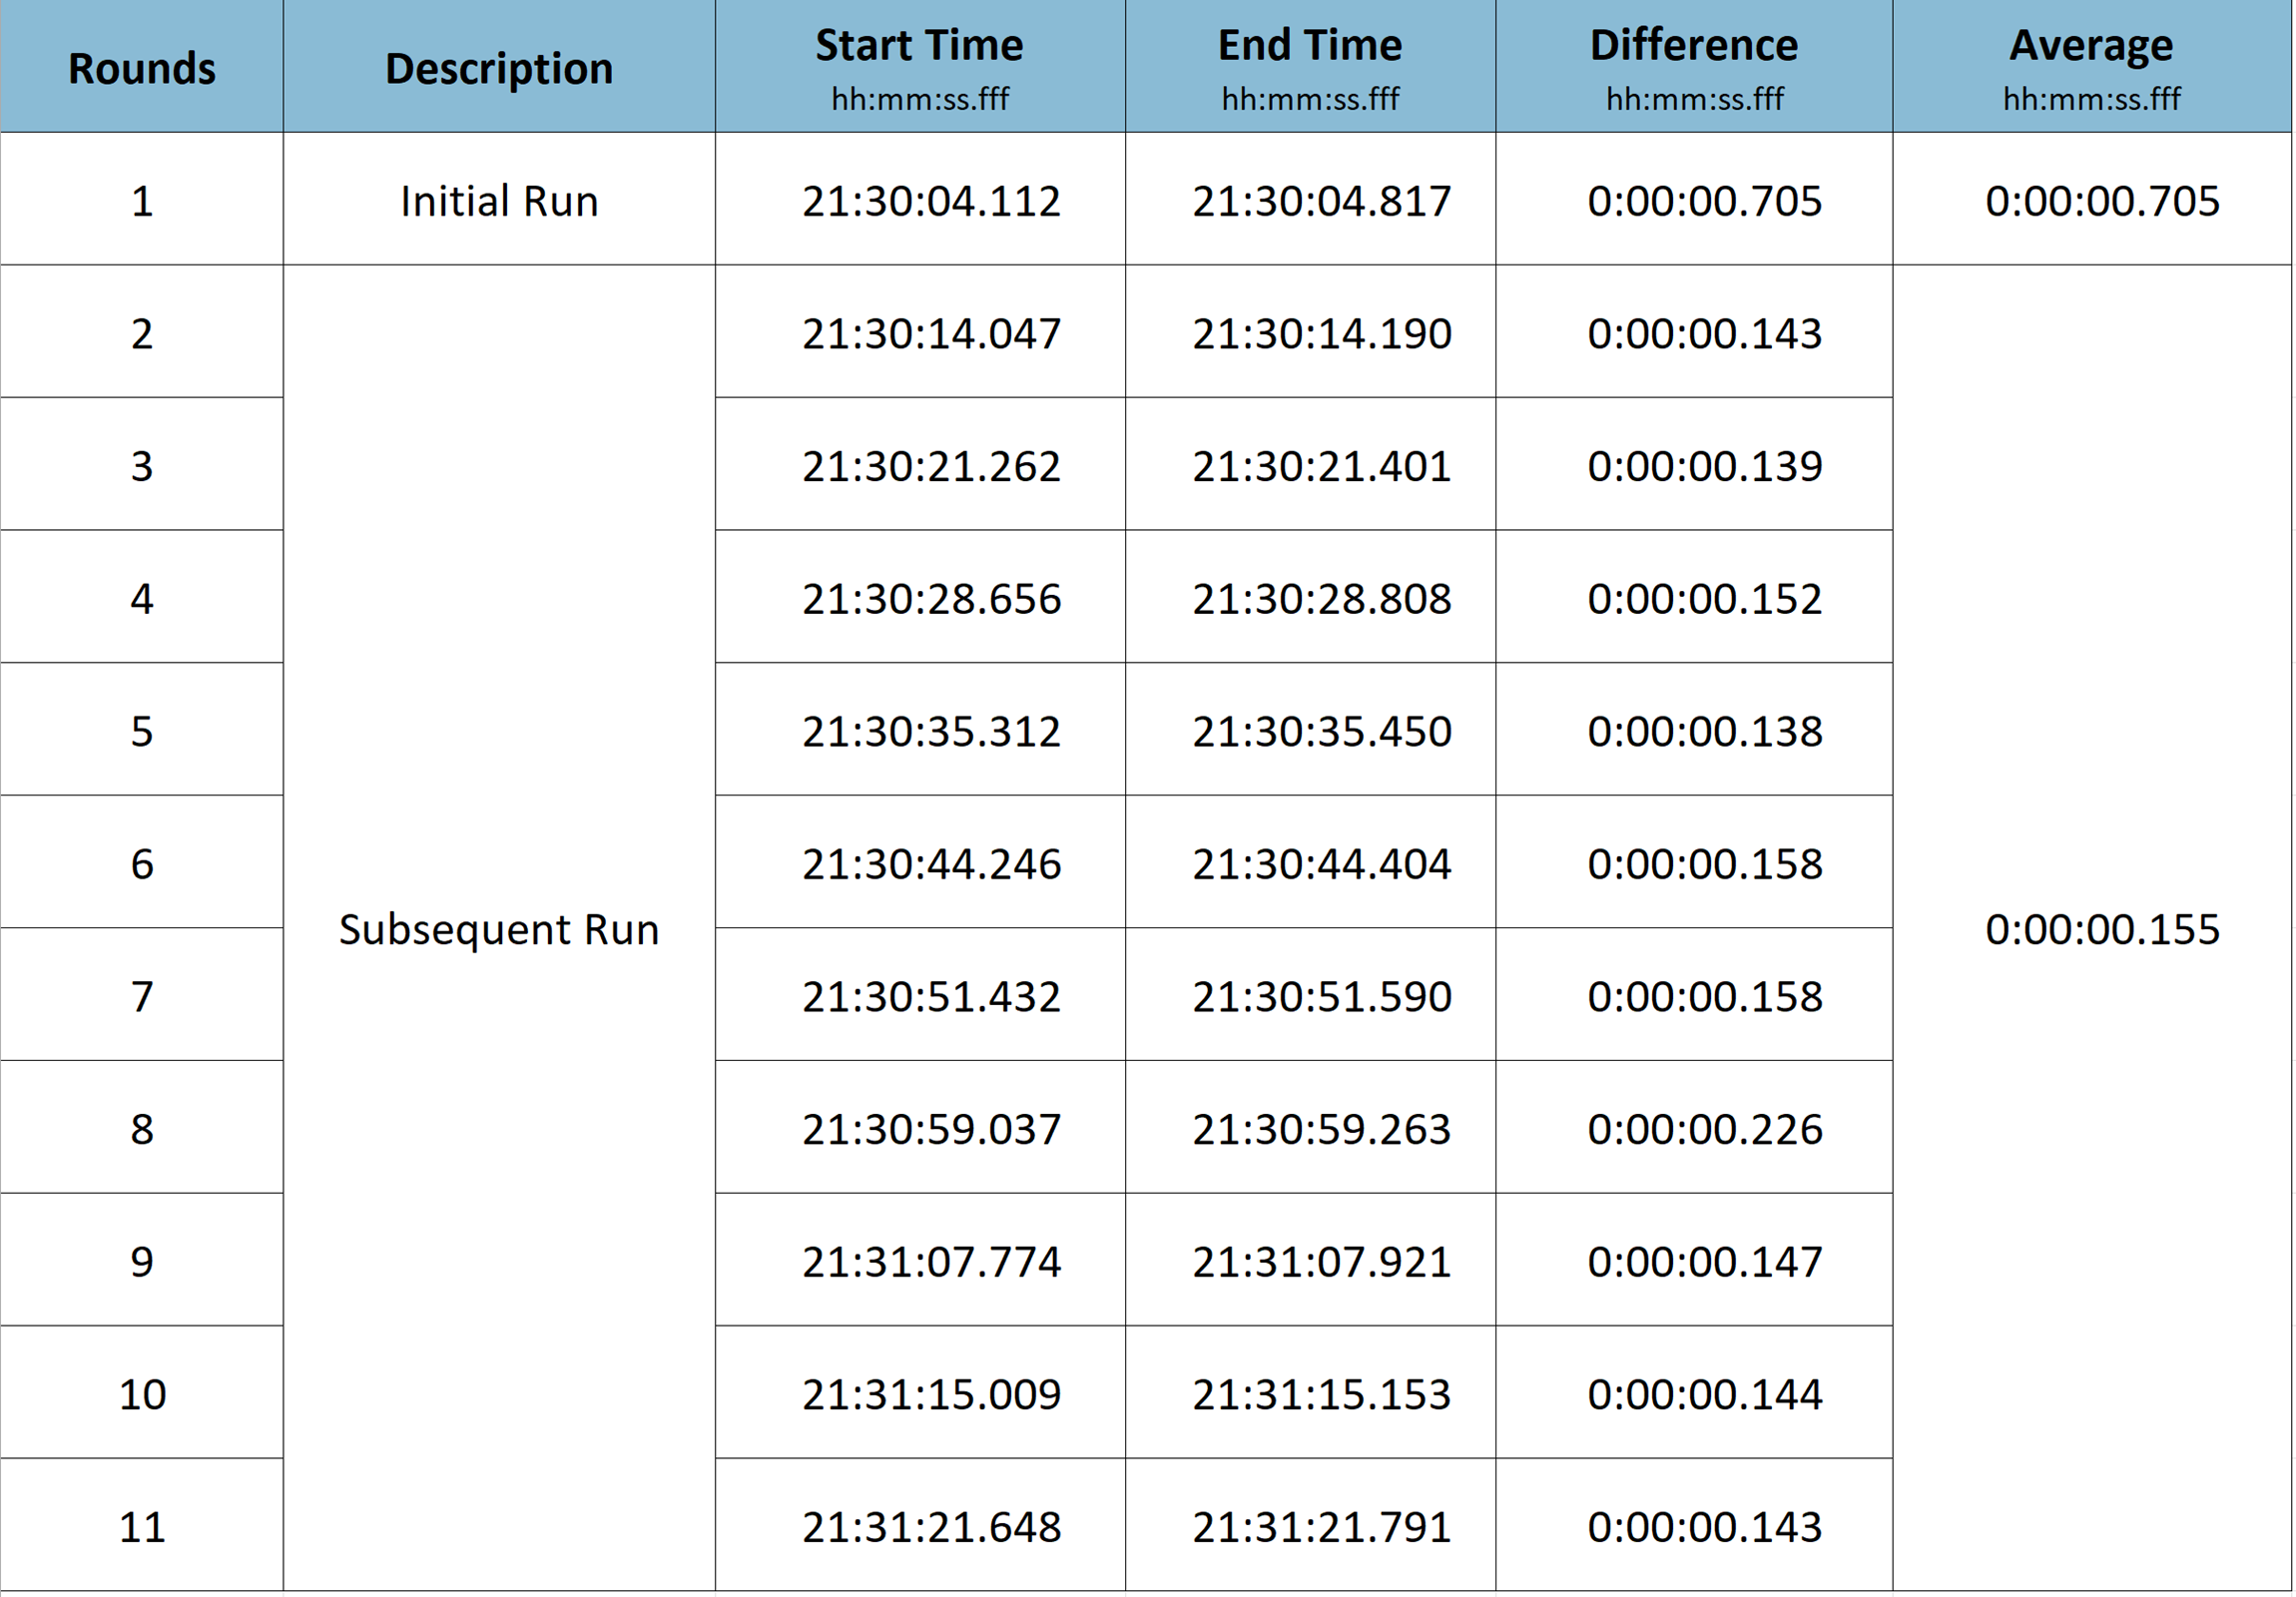 Rounds Description Start Time End Time Difference Average
hh:mm:ss.fff hh:mm:ss.fff hh:mm:ss.fff hh:mm:ss.fff
1 Initial Run 21:30:04.112 21:30:04.817 0:00:00.705 0:00:00.705
2 21:30:14.047 21:30:14.190 0:00:00.143
3 21:30:21.262 21:30:21.401 0:00:00.139
4 21:30:28.656 21:30:28.808 0:00:00.152
5 21:30:35.312 21:30:35.450 0:00:00.138
6 21:30:44.246 21:30:44.404 0:00:00.158
Subsequent Run 0:00:00.155
7 21:30:51.432 21:30:51.590 0:00:00.158
8 21:30:59.037 21:30:59.263 0:00:00.226
9 21:31:07.774 21:31:07.921 0:00:00.147
10 21:31:15.009 21:31:15.153 0:00:00.144
11 21:31:21.648 21:31:21.791 0:00:00.143